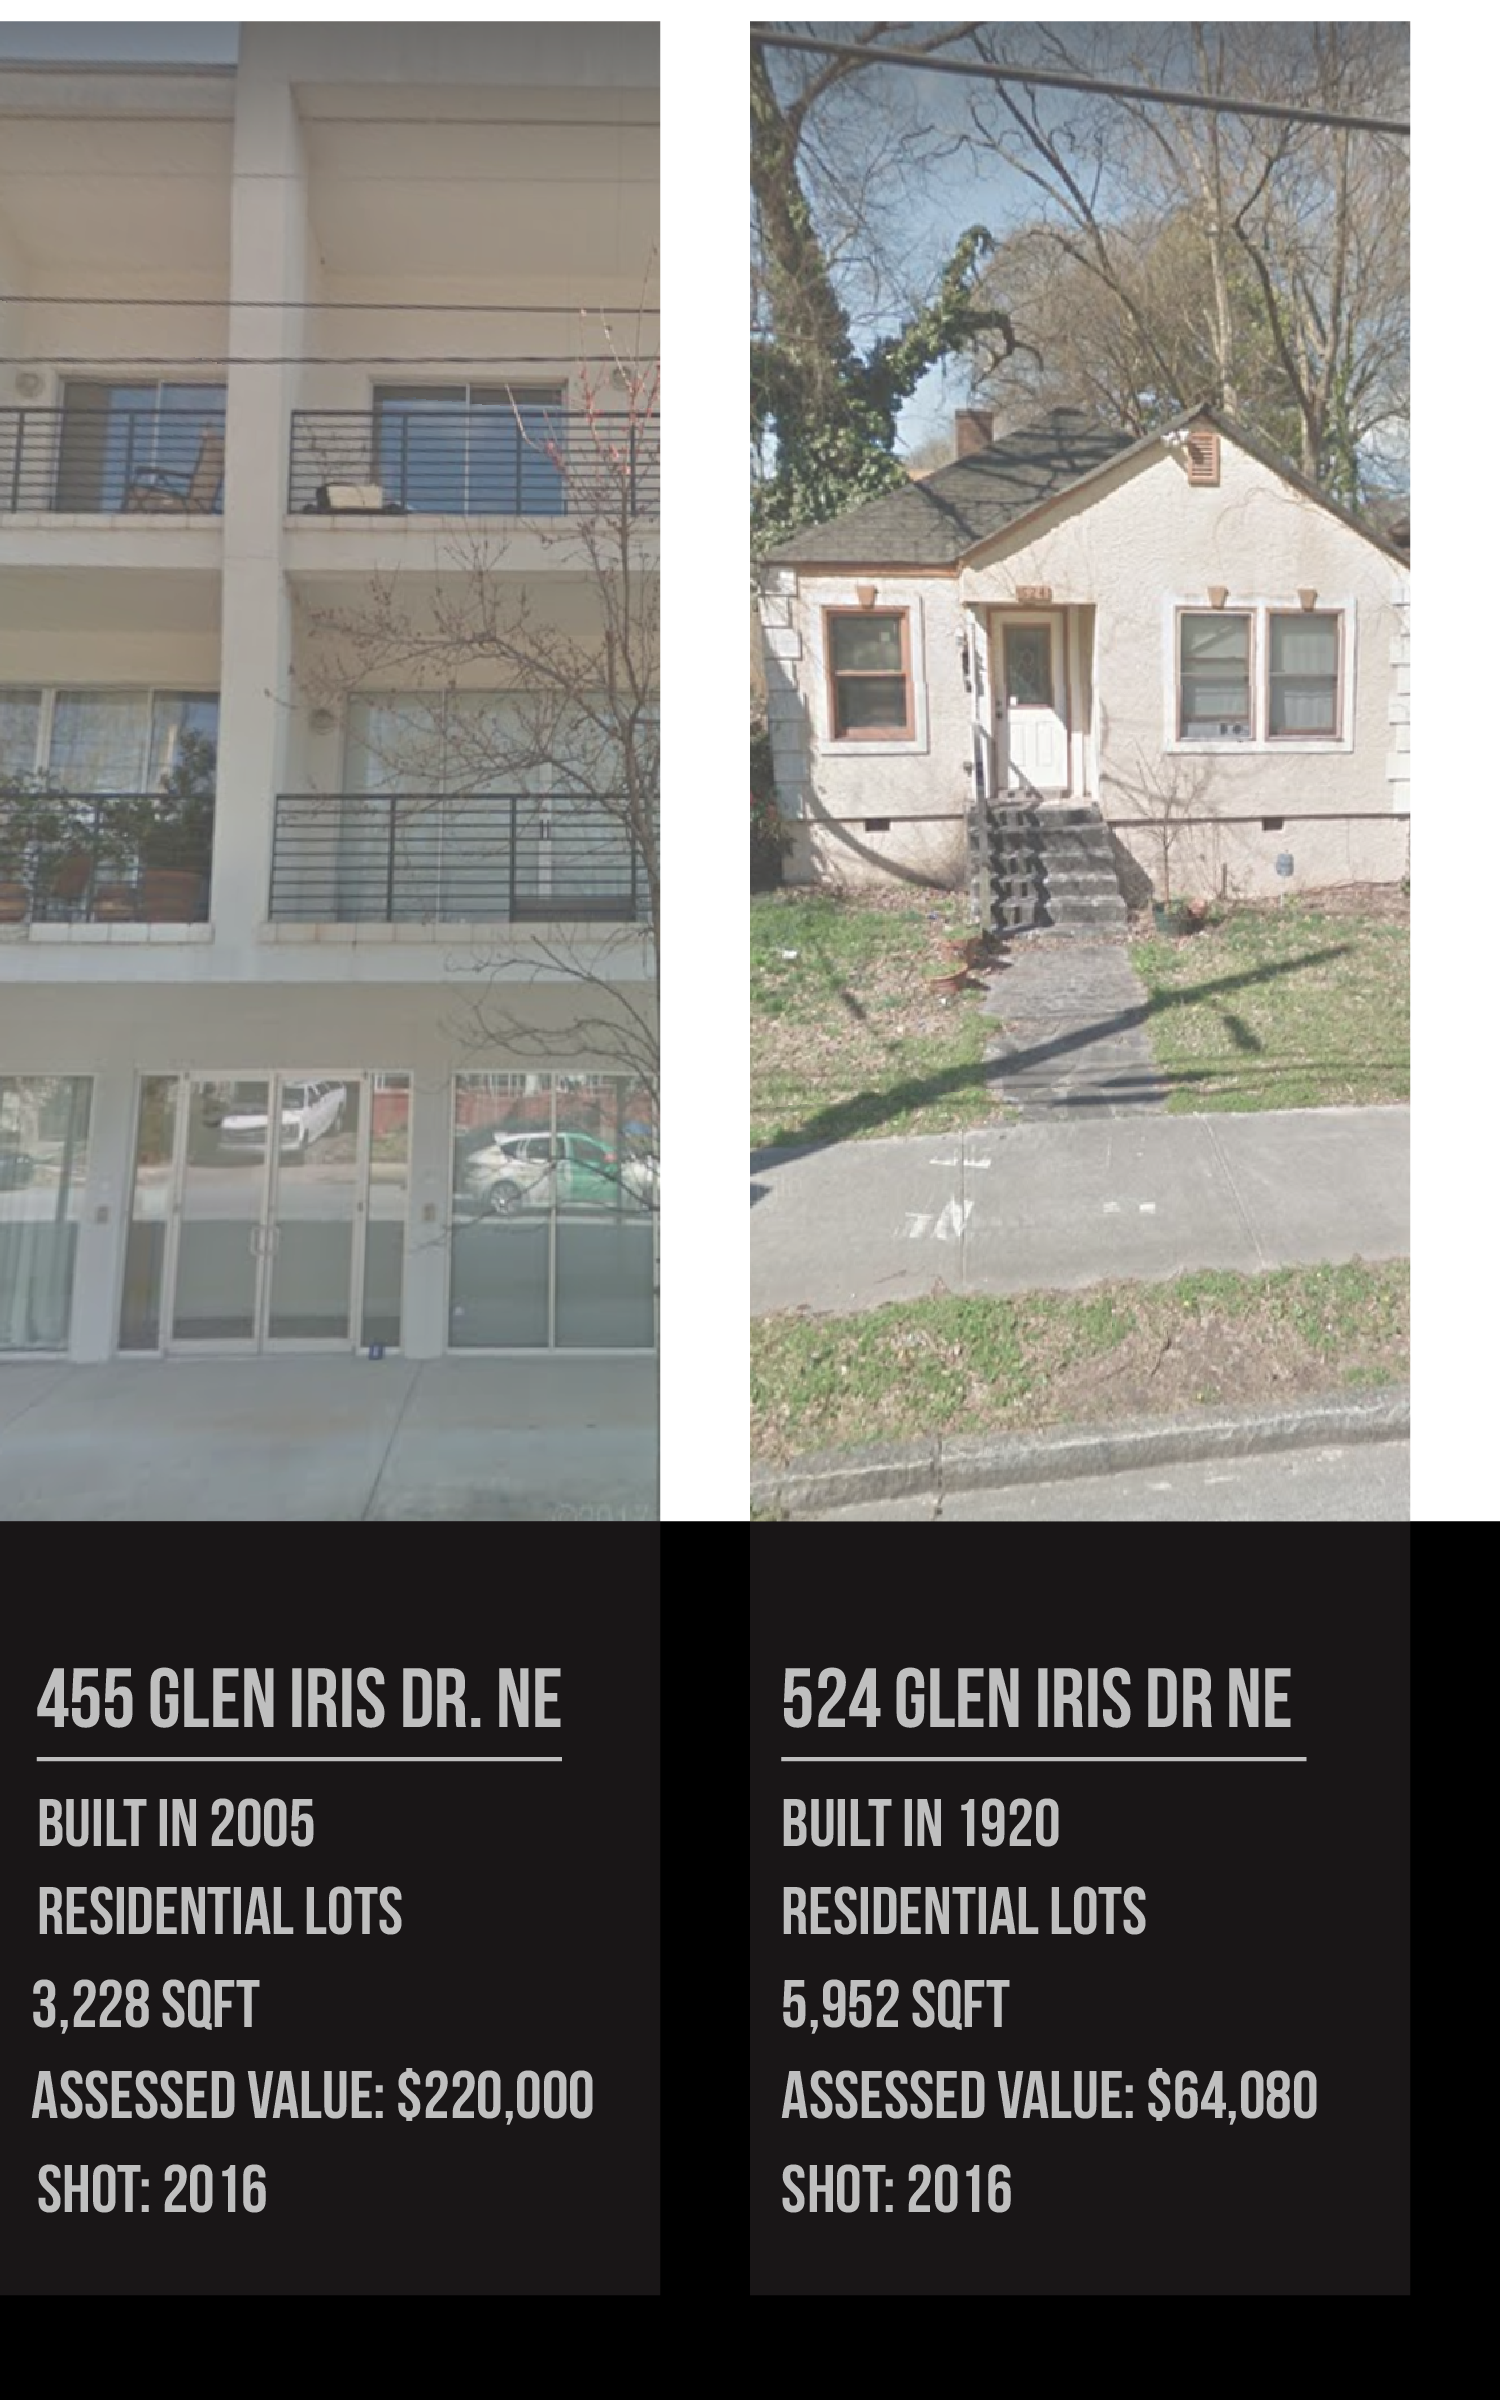 524
455 GLEN IRIS DR. NE
BUILT IN 2005
RESIDENTIAL LOTS
3,228 SQFT
ASSESSED VALUE: $220,000
SHOT: 2016
524 GLEN IRIS DR NE
BUILT IN 1920
RESIDENTIAL LOTS
5,952 SQFT
ASSESSED VALUE: $64,080
SHOT: 2016